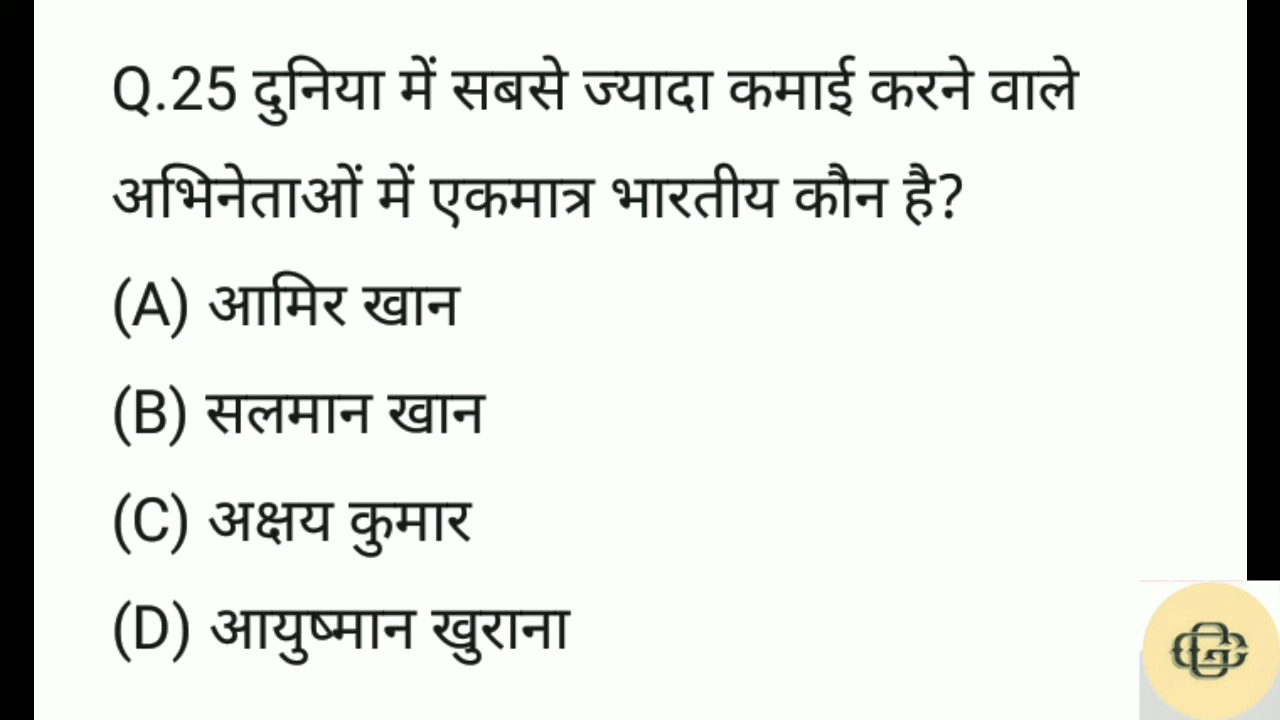 Q.25 दुनिया में सबसे ज्यादा कमाई करने वाले
अभिनेताओं में एकमात्र भारतीय कौन है?
(A) आमिर खान
(B) सलमान खान
(C) अक्षय कुमार
(D) आयुष्मान खुराना